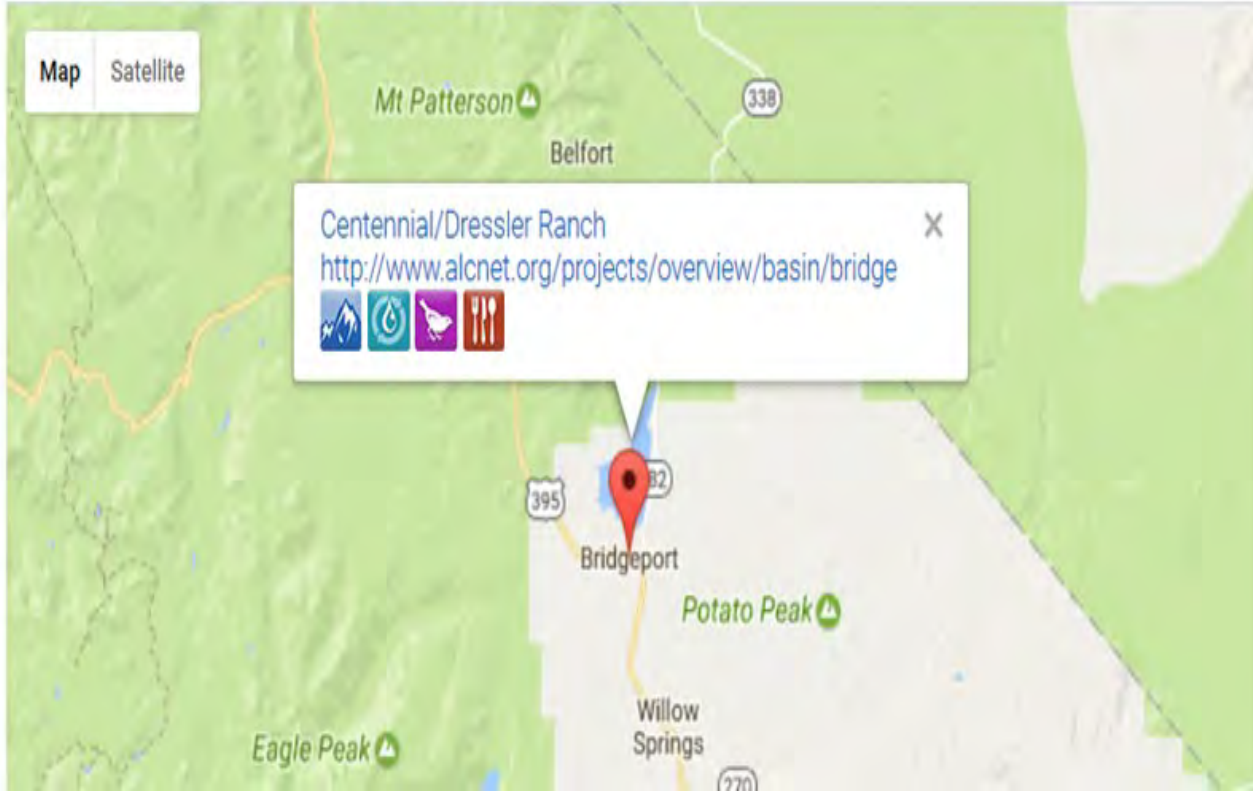 Map Satellite
Mt Patterson
338
Belfort
Centennial/Dressler Ranch
http://www.alcnet.org/projects/overview/basin/bridge
395
Bridgeport
Potato Peak
Willow
Springs
Eagle Peak
270